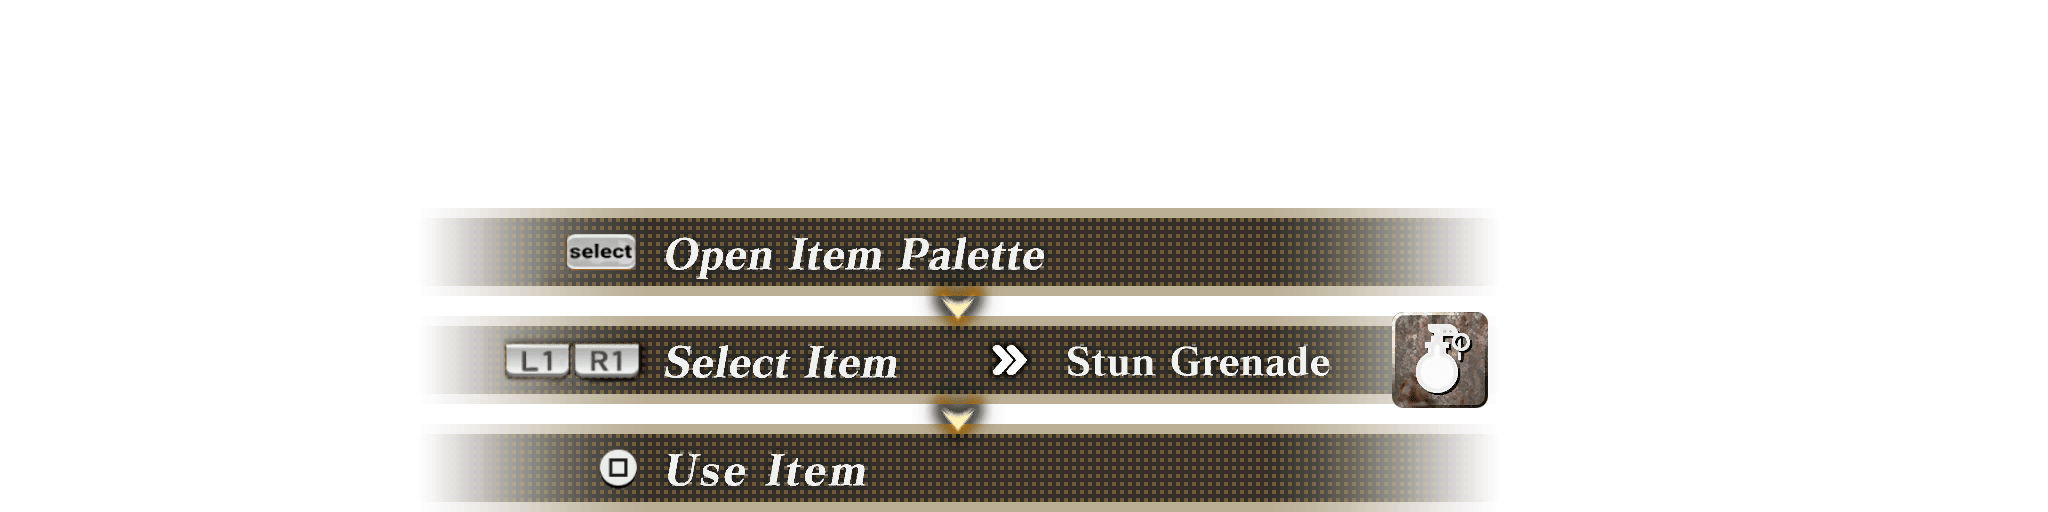 select Open Item Palette
L1 R1 Select Item » Stun Grenade
Use Item